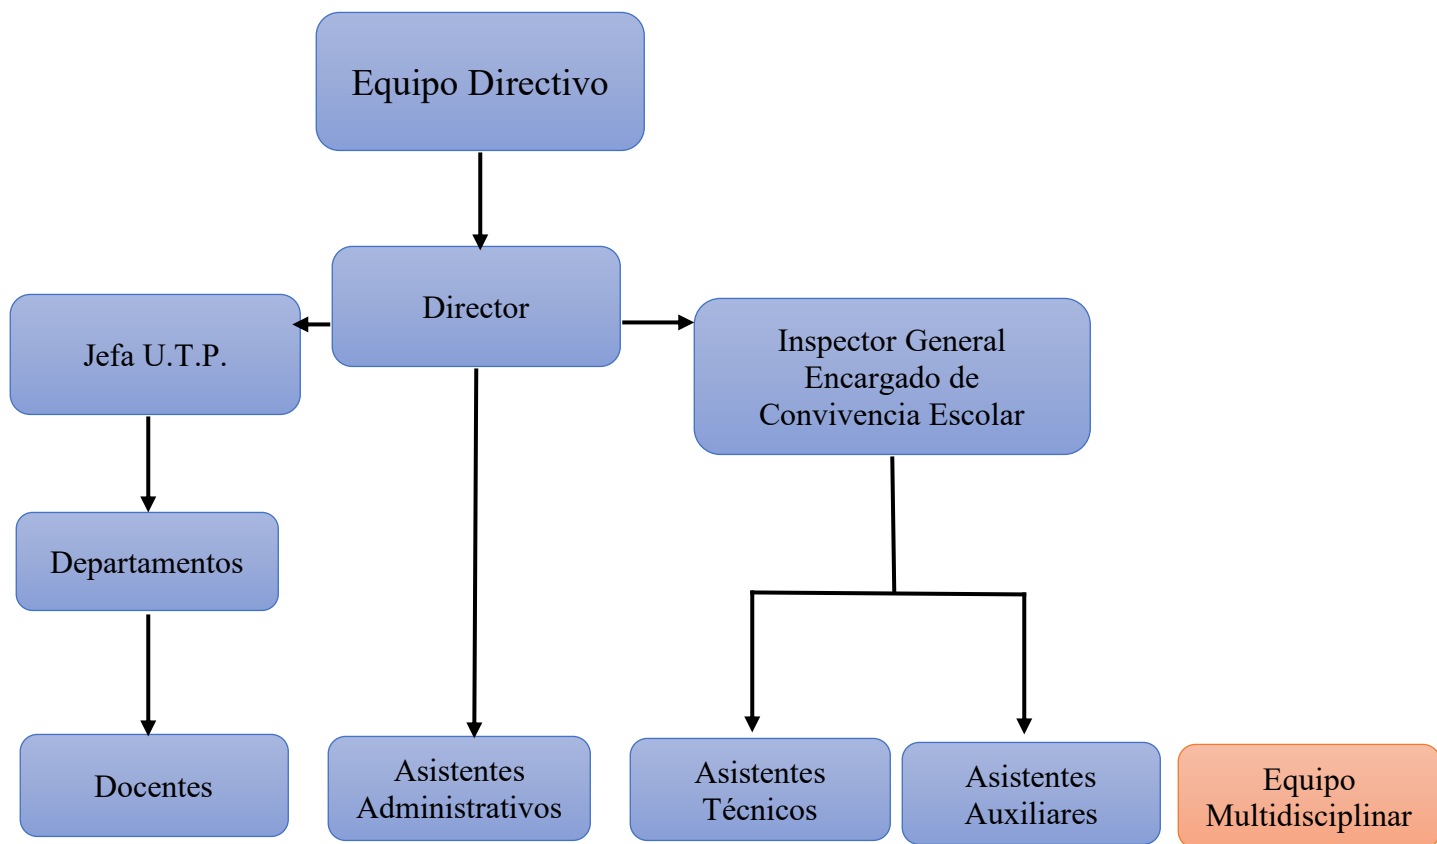 Equipo Directivo
Director
Jefa U.T.P.
Inspector General
Encargado de
Convivencia Escolar
Departamentos
Docentes
Asistentes
Administrativos
Asistentes
Técnicos
Asistentes
Auxiliares
Equipo
Multidisciplinar